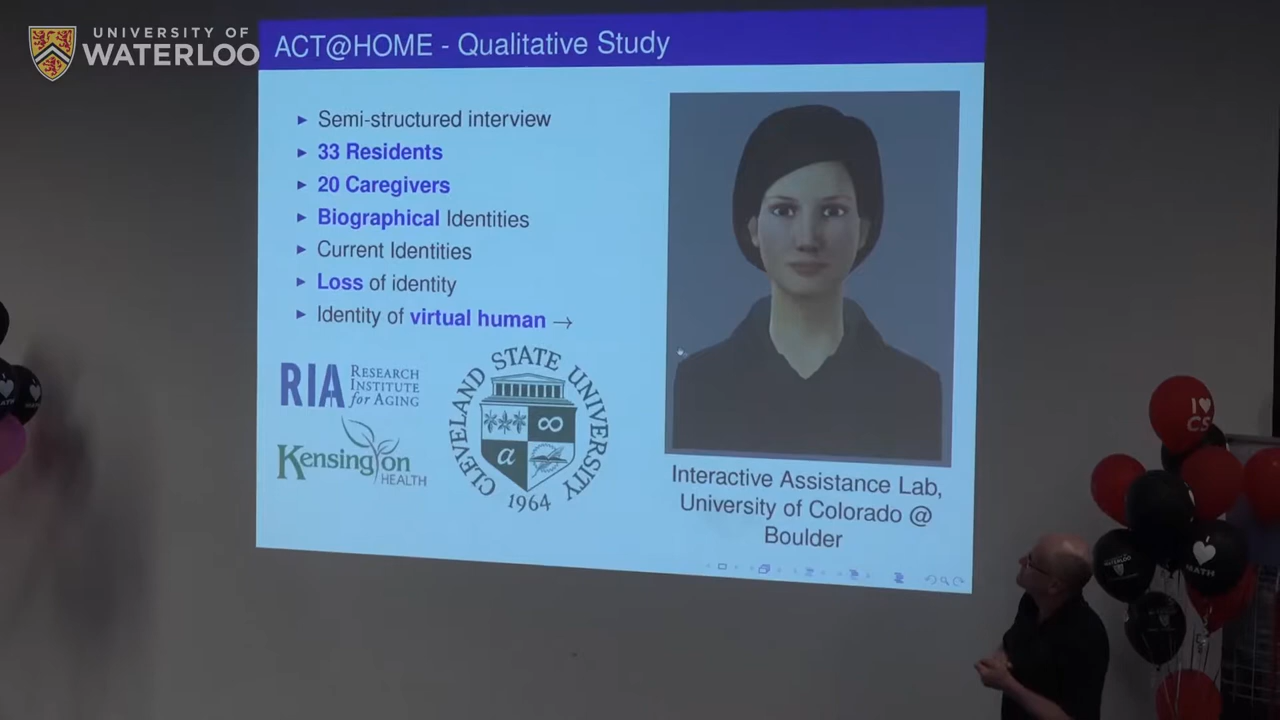 UNIVERSITY OF
WATERLOO
ACT@HOME - Qualitative Study
► Semi-structured interview
► 33 Residents
► 20 Caregivers
► Biographical Identities
► Current Identities
► Loss of identity
► Identity of virtual human →
RIA RESEARCH
INSTITUTE
for AGING
Kensington
HEALTH
CLEVELAND STATE UNIVERSITY
∞
α
1964
Interactive Assistance Lab,
University of Colorado @
Boulder
I ♥
CS
MATH